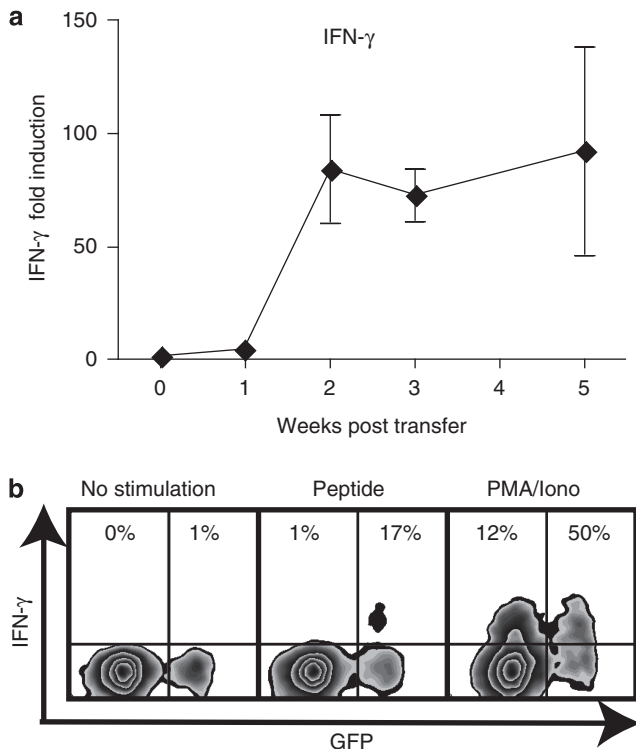 a
IFN-γ
IFN-γ fold induction
150
100
50
0
0 1 2 3 4 5
Weeks post transfer
b
No stimulation Peptide PMA/Iono
0% 1% 1% 17% 12% 50%
IFN-γ
GFP